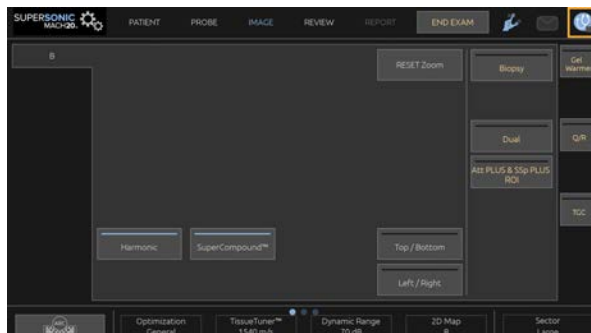 SUPERSONIC
MACH20.
PATIENT PROBE IMAGE REVIEW REPORT END EXAM
B
RESET Zoom
Biopsy
Gel
Warmer
Dual
Q/R
Att PLUS & SSp PLUS
ROI
TGC
Harmonic
SuperCompound™
Top / Bottom
Left / Right
Optimization
General
TissueTuner™
1540 m/s
Dynamic Range
70 dB
2D Map
Sector
Large